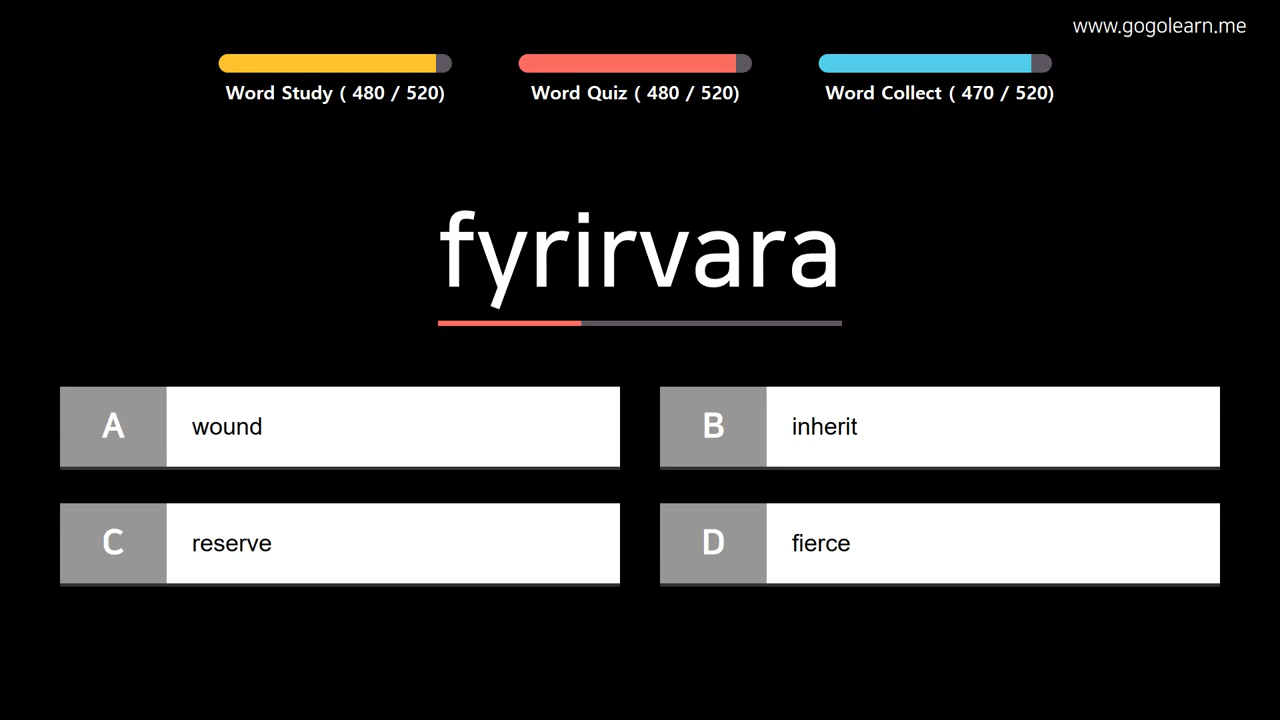 www.gogolearn.me
Word Study ( 480 / 520)
Word Quiz ( 480 / 520)
Word Collect ( 470 / 520)
fyrirvara
A
wound
B
inherit
C
reserve
D
fierce